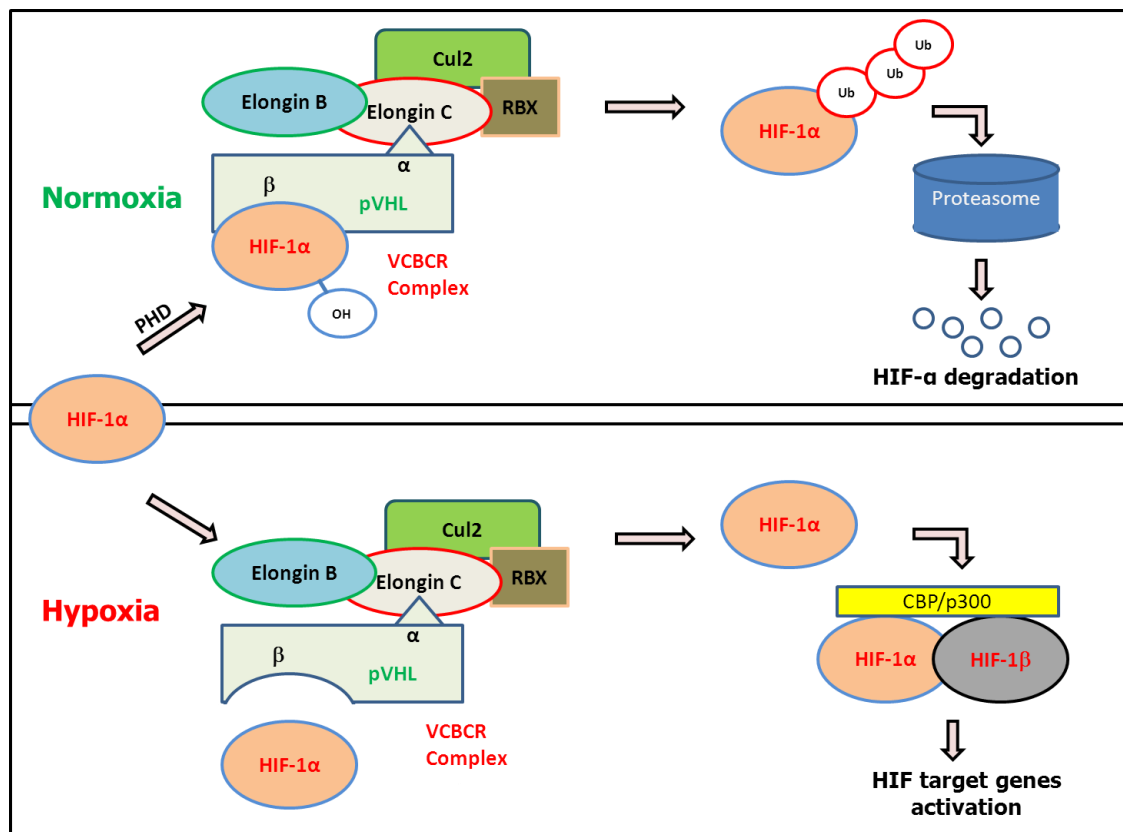 Normoxia
Cul2
Elongin B
Elongin C
RBX
α
β
pVHL
HIF-1α
VCBCR
Complex
OH
PHD
Ub
Ub
Ub
HIF-1α
Proteasome
HIF-α degradation
HIF-1α
Hypoxia
Cul2
Elongin B
Elongin C
RBX
α
β
pVHL
VCBCR
Complex
HIF-1α
HIF-1α
CBP/p300
HIF-1α
HIF-1β
HIF target genes
activation